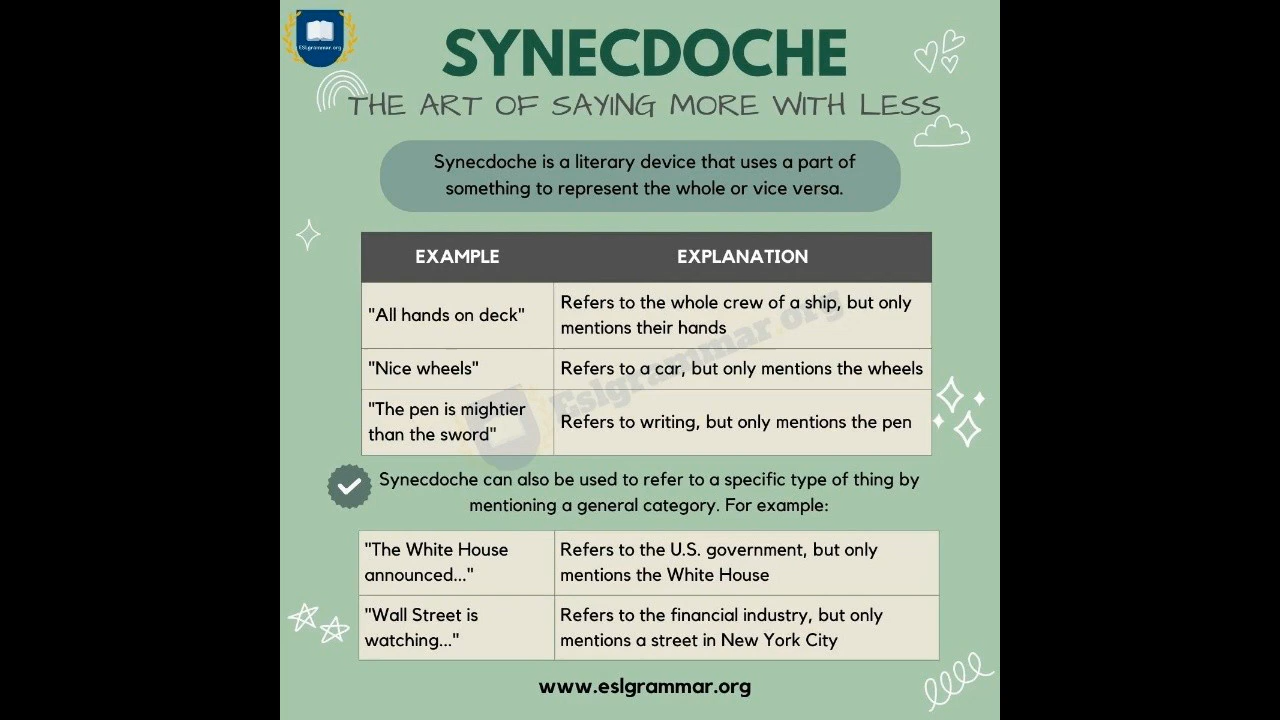 ESlgrammar.org
SYNECDOCHE
THE ART OF SAYING MORE WITH LESS
Synecdoche is a literary device that uses a part of
something to represent the whole or vice versa.
EXAMPLE EXPLANATION
"All hands on deck" Refers to the whole crew of a ship, but only
mentions their hands
"Nice wheels" Refers to a car, but only mentions the wheels
"The pen is mightier
than the sword" Refers to writing, but only mentions the pen
Eslgrammar.org
Synecdoche can also be used to refer to a specific type of thing by
mentioning a general category. For example:
"The White House
announced..." Refers to the U.S. government, but only
mentions the White House
"Wall Street is
watching..." Refers to the financial industry, but only
mentions a street in New York City
www.eslgrammar.org